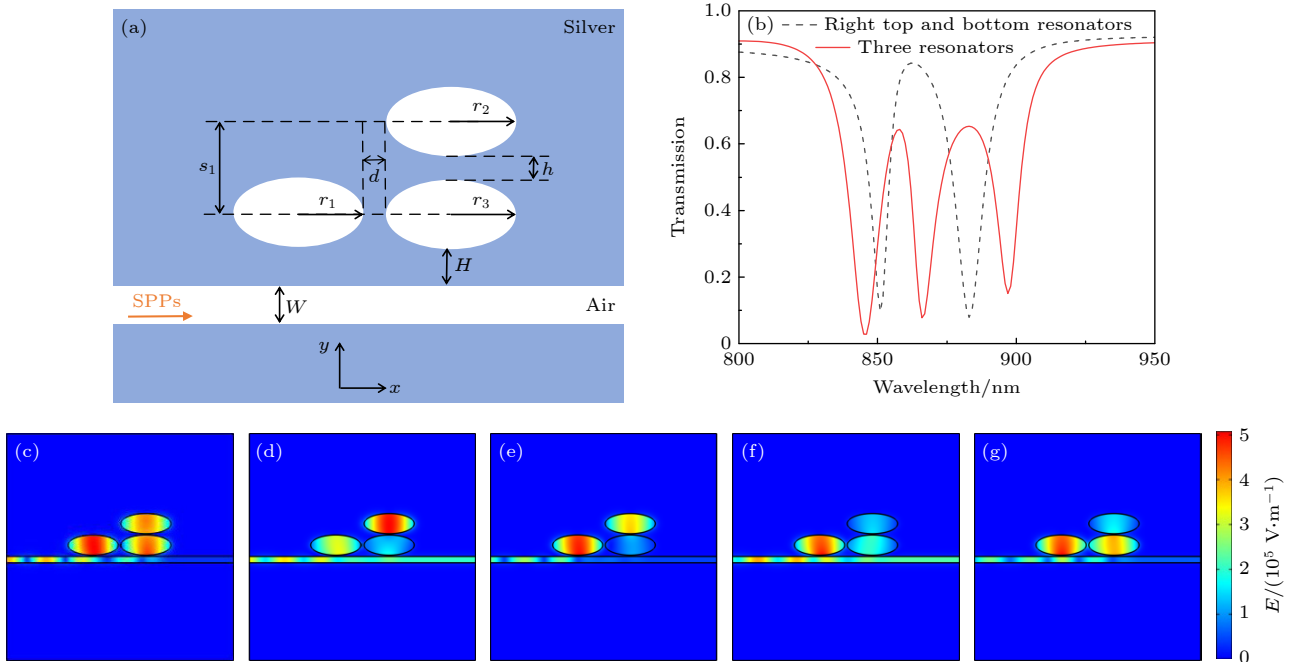 (a)
Silver
r2
s1
h
d
r1
r3
H
SPPs
W
Air
y
x
(b)
Right top and bottom resonators
Three resonators
Transmission
1.0
0.8
0.6
0.4
0.2
0
800
850
900
950
Wavelength/nm
(c)
(d)
(e)
(f)
(g)
5
4
3
2
1
0
E/(10⁵ V·m⁻¹)